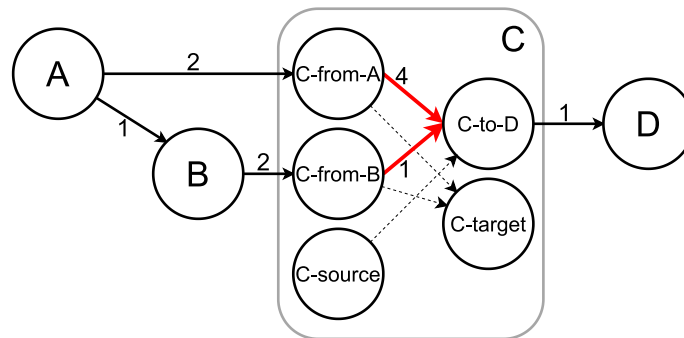 C
A
2
C-from-A
4
1
C-to-D
1
D
B
2
C-from-B
1
C-target
C-source